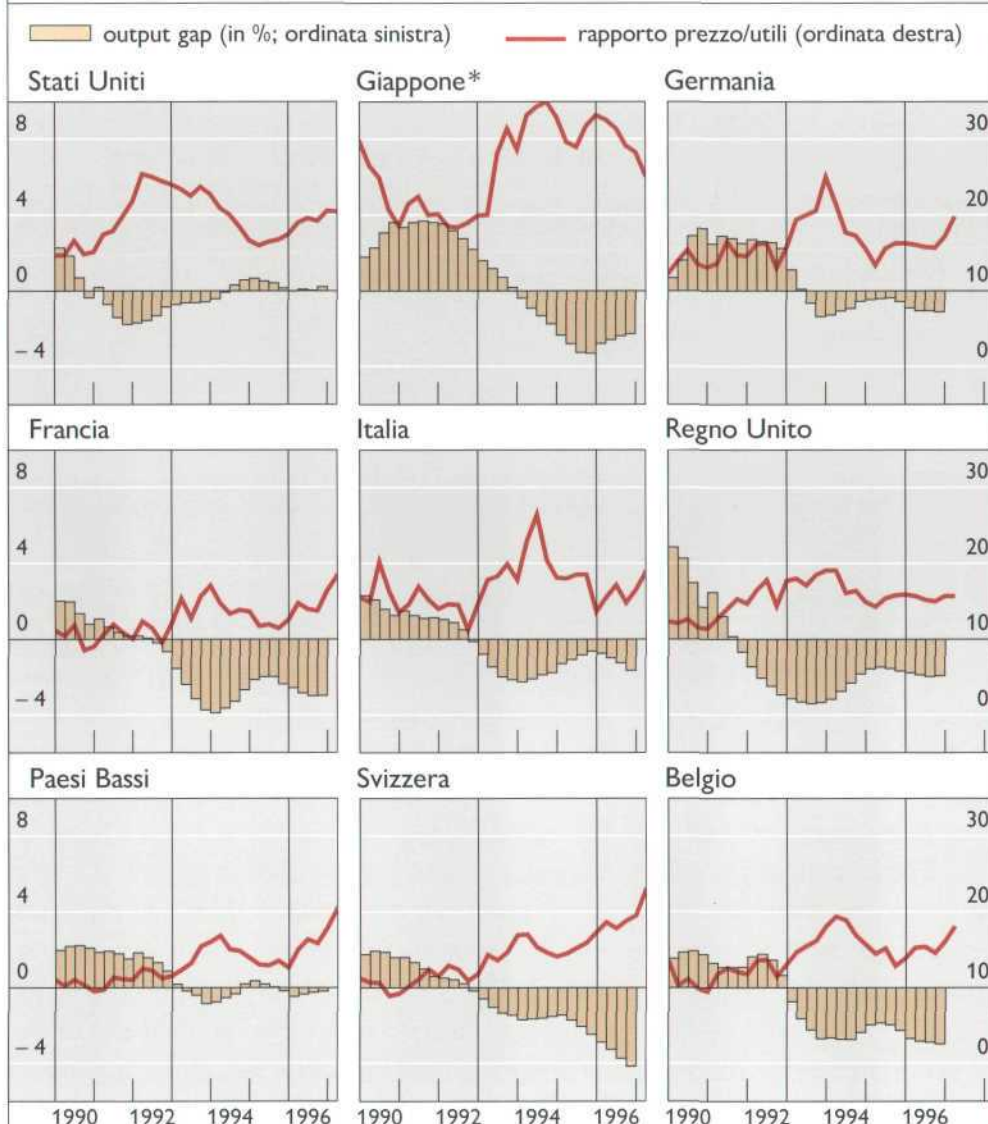 output gap (in %; ordinata sinistra) rapporto prezzo/utili (ordinata destra)
Stati Uniti Giappone* Germania
8 30
4 20
0 10
– 4 0
Francia Italia Regno Unito
8 30
4 20
0 10
– 4 0
Paesi Bassi Svizzera Belgio
8 30
4 20
0 10
– 4 0
1990 1992 1994 1996 1990 1992 1994 1996 1990 1992 1994 1996